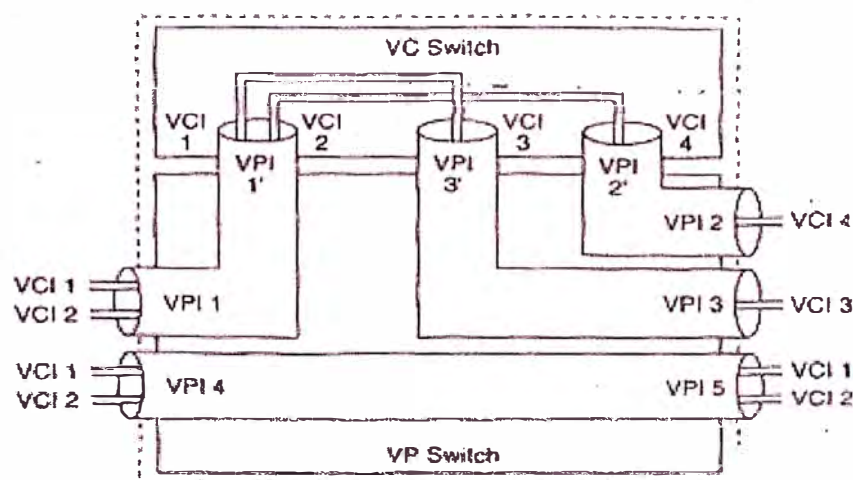 VC Switch
VCI 1
VCI 2
VCI 3
VCI 4
VPI 1'
VPI 3'
VPI 2'
VPI 2
VCI 4
VCI 1
VCI 2
VPI 1
VPI 3
VCI 3
VCI 1
VCI 2
VPI 4
VPI 5
VCI 1
VCI 2
VP Switch